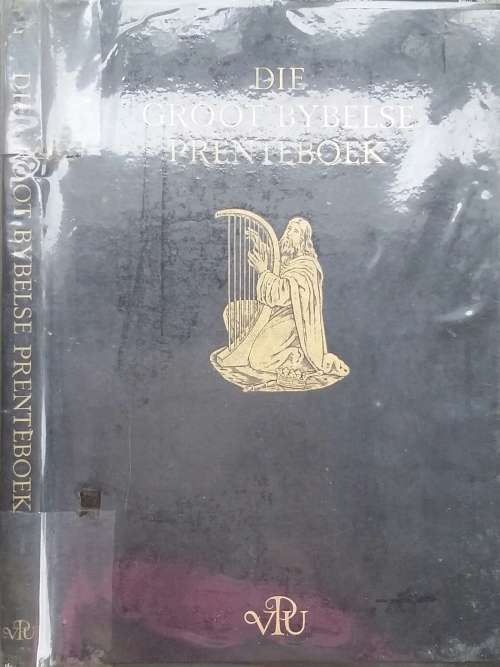 DIE
GROOT BYBELSE
PRENTEBOEK
VPU
DIE GROOT BYBELSE PRENTEBOEK
VPU